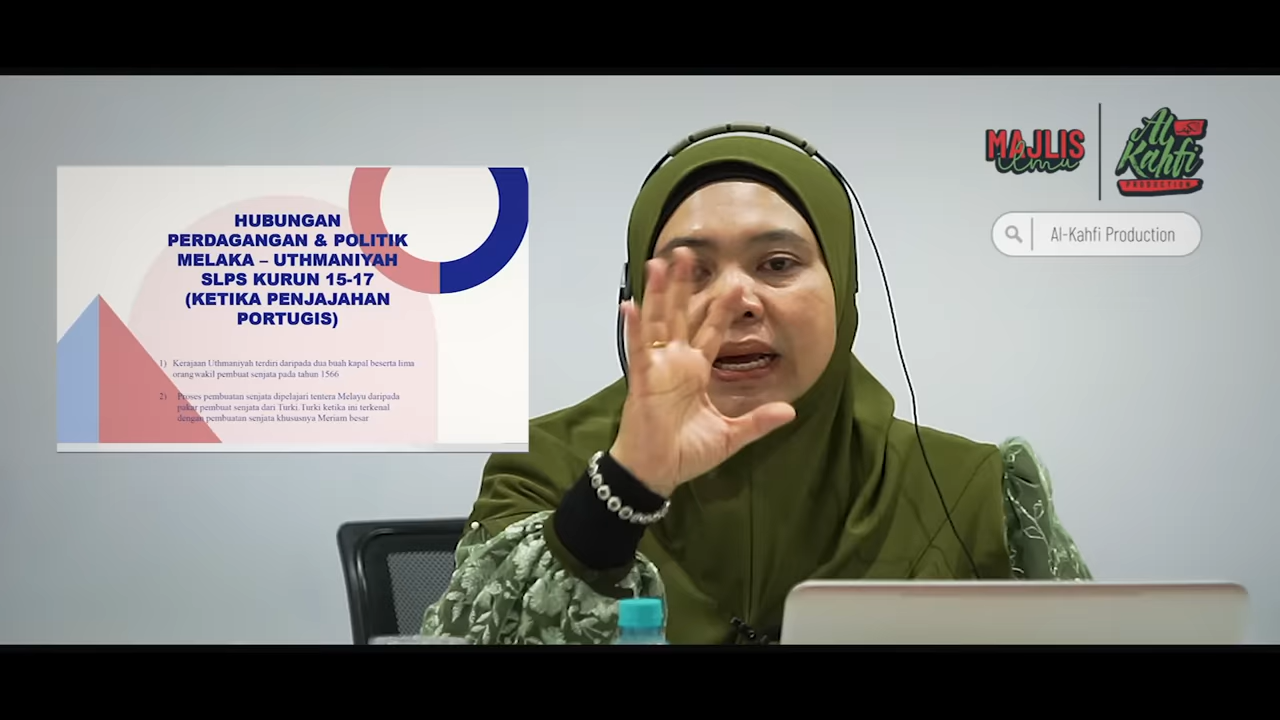 HUBUNGAN
PERDAGANGAN & POLITIK
MELAKA – UTHMANIYAH
SLPS KURUN 15-17
(KETIKA PENJAJAHAN
PORTUGIS)
1) Kerajaan Uthmaniyah terdiri daripada dua buah kapal beserta lima
orang wakil pembuat senjata pada tahun 1566
2) Proses pembuatan senjata dipelajari tentera Melayu daripada
pakar pembuat senjata dari Turki. Turki ketika ini terkenal
dengan pembuatan senjata khususnya Meriam besar
MAJLIS
Ilmu
Al
Kahfi
PRODUCTION
Al-Kahfi Production